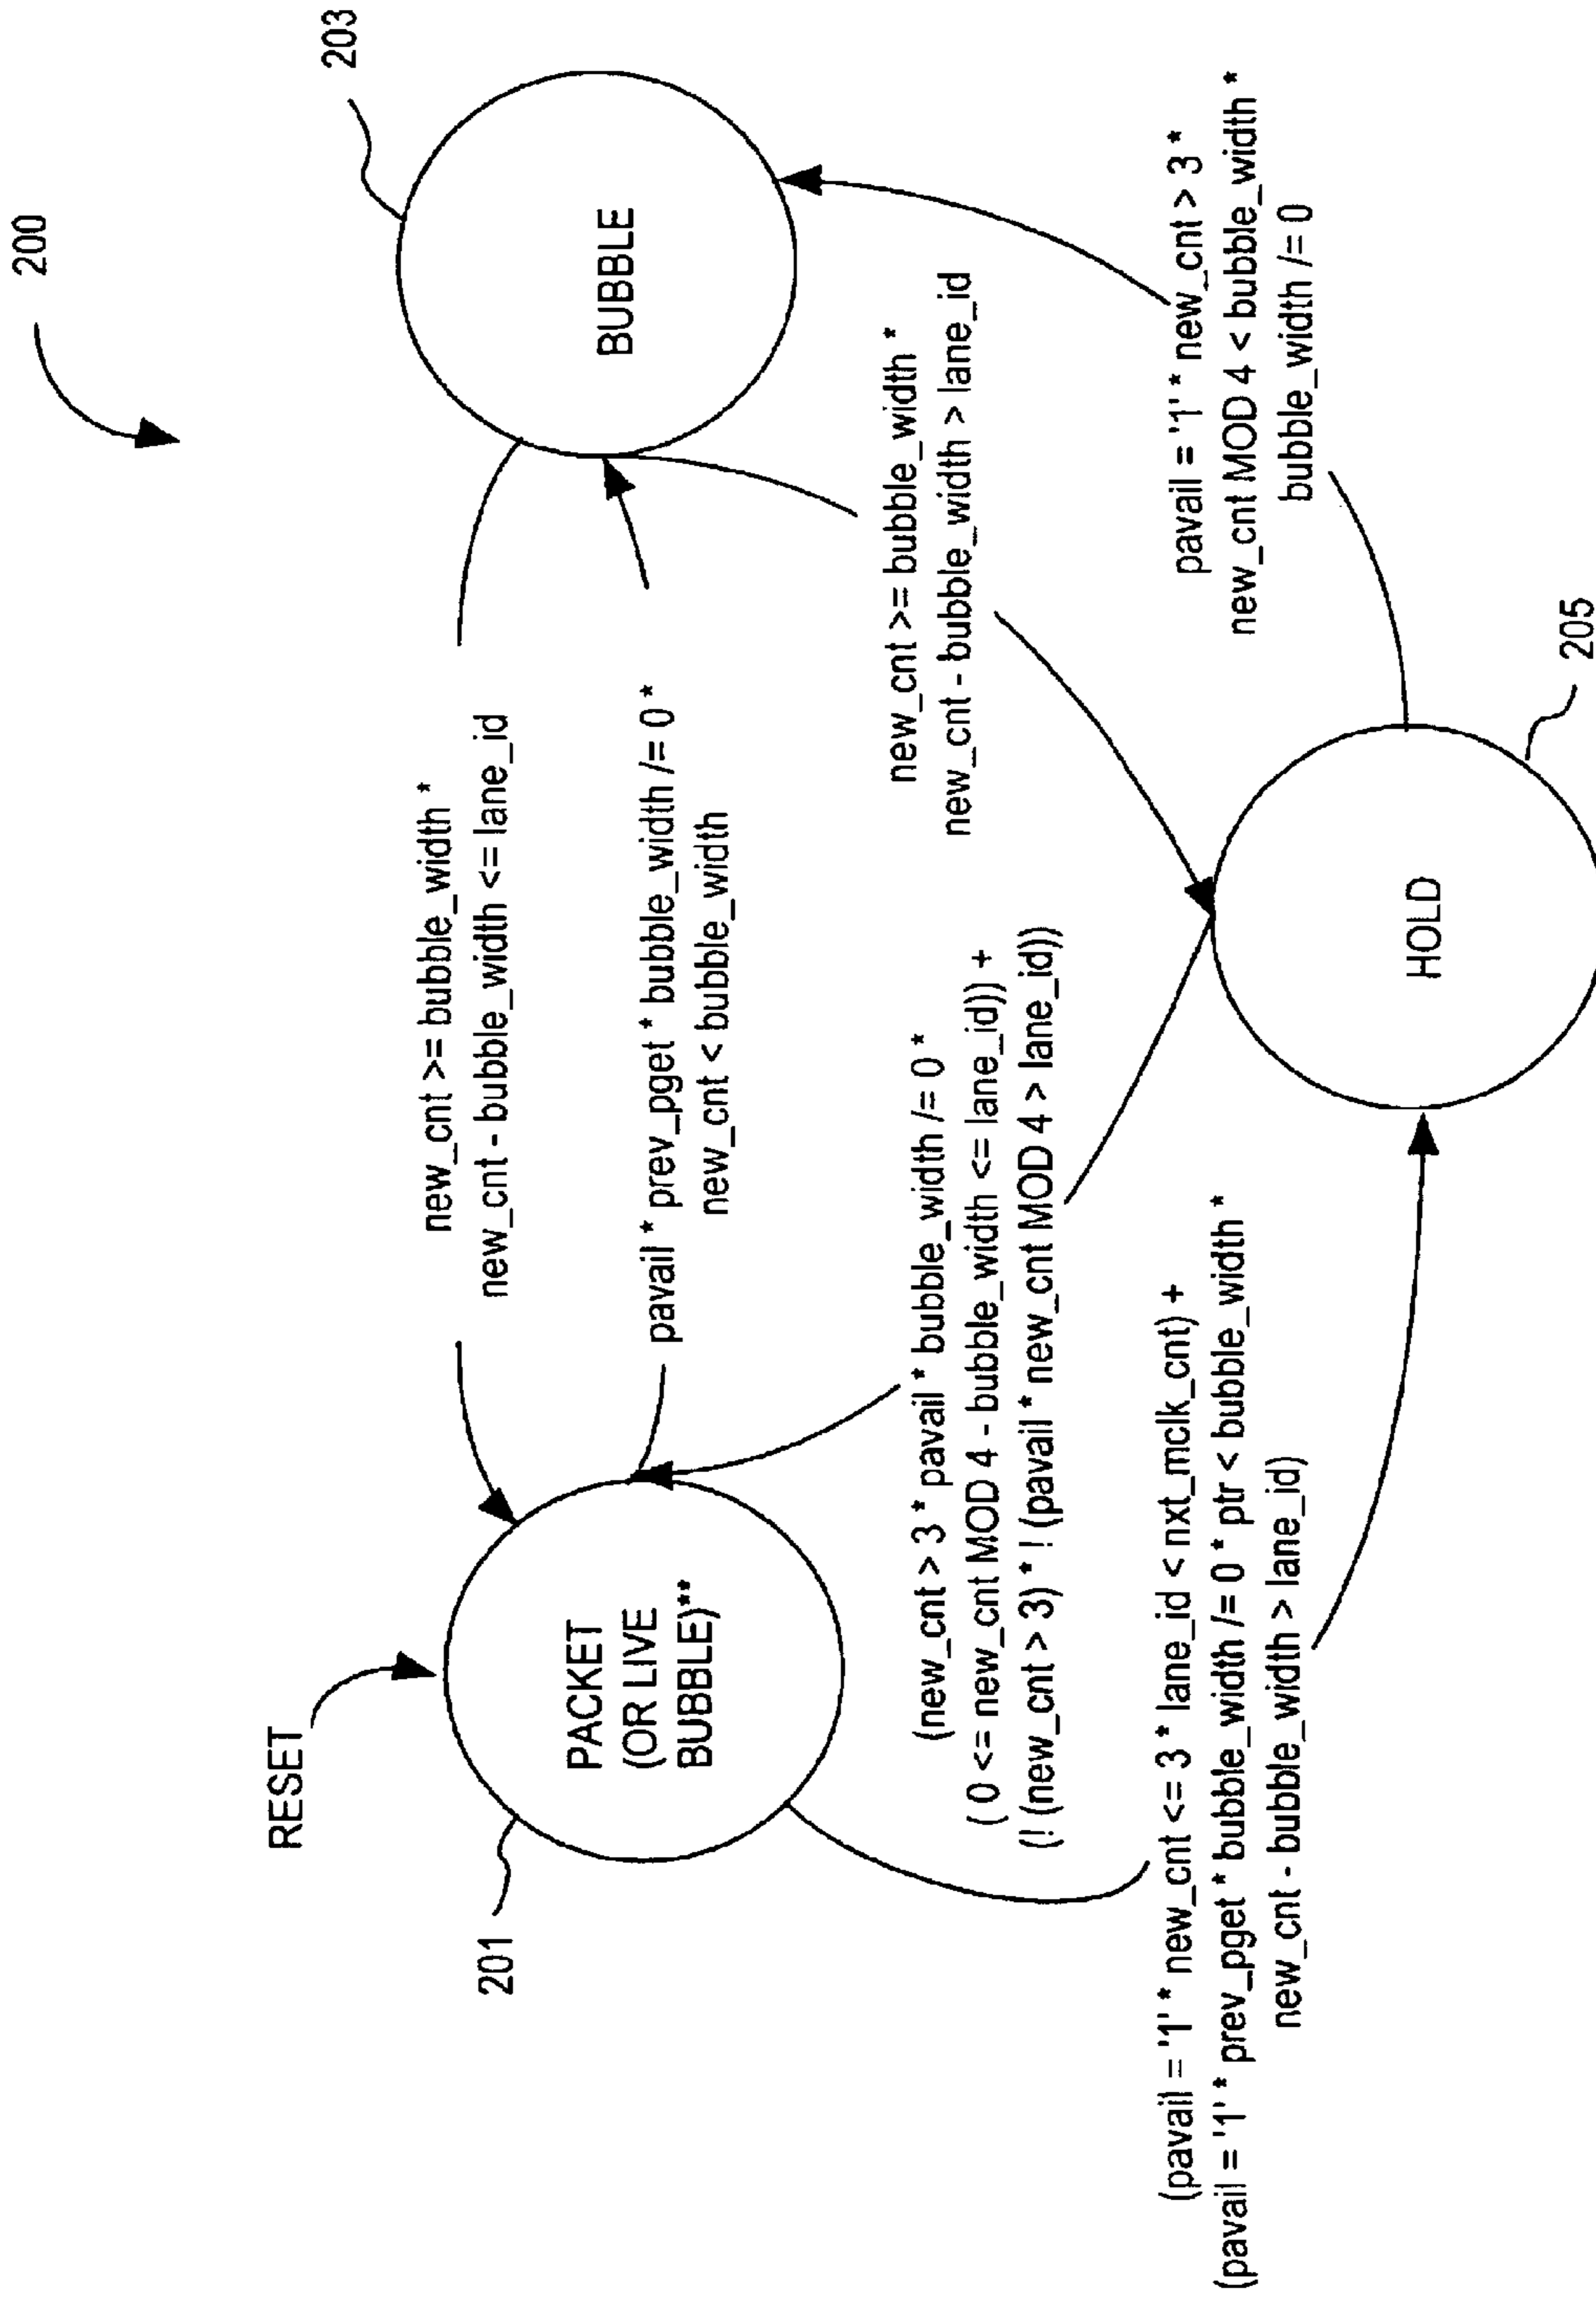 200
203
BUBBLE
RESET
201
PACKET
(OR LIVE
BUBBLE)**
new_cnt >= bubble_width *
new_cnt - bubble_width <= lane_id
pavail * prev_pget * bubble_width /= 0 *
new_cnt < bubble_width
new_cnt >= bubble_width *
new_cnt - bubble_width > lane_id
pavail = '1' * new_cnt > 3 *
new_cnt MOD 4 < bubble_width *
bubble_width /= 0
(new_cnt > 3 * pavail * bubble_width /= 0 *
( 0 <= new_cnt MOD 4 - bubble_width <= lane_id)) +
(! (new_cnt > 3) * ! (pavail * new_cnt MOD 4 > lane_id))
(pavail = '1' * new_cnt <= 3 * lane_id < nxt_mclk_cnt) +
(pavail = '1' * prev_pget * bubble_width /= 0 * ptr < bubble_width *
new_cnt - bubble_width > lane_id)
HOLD
205